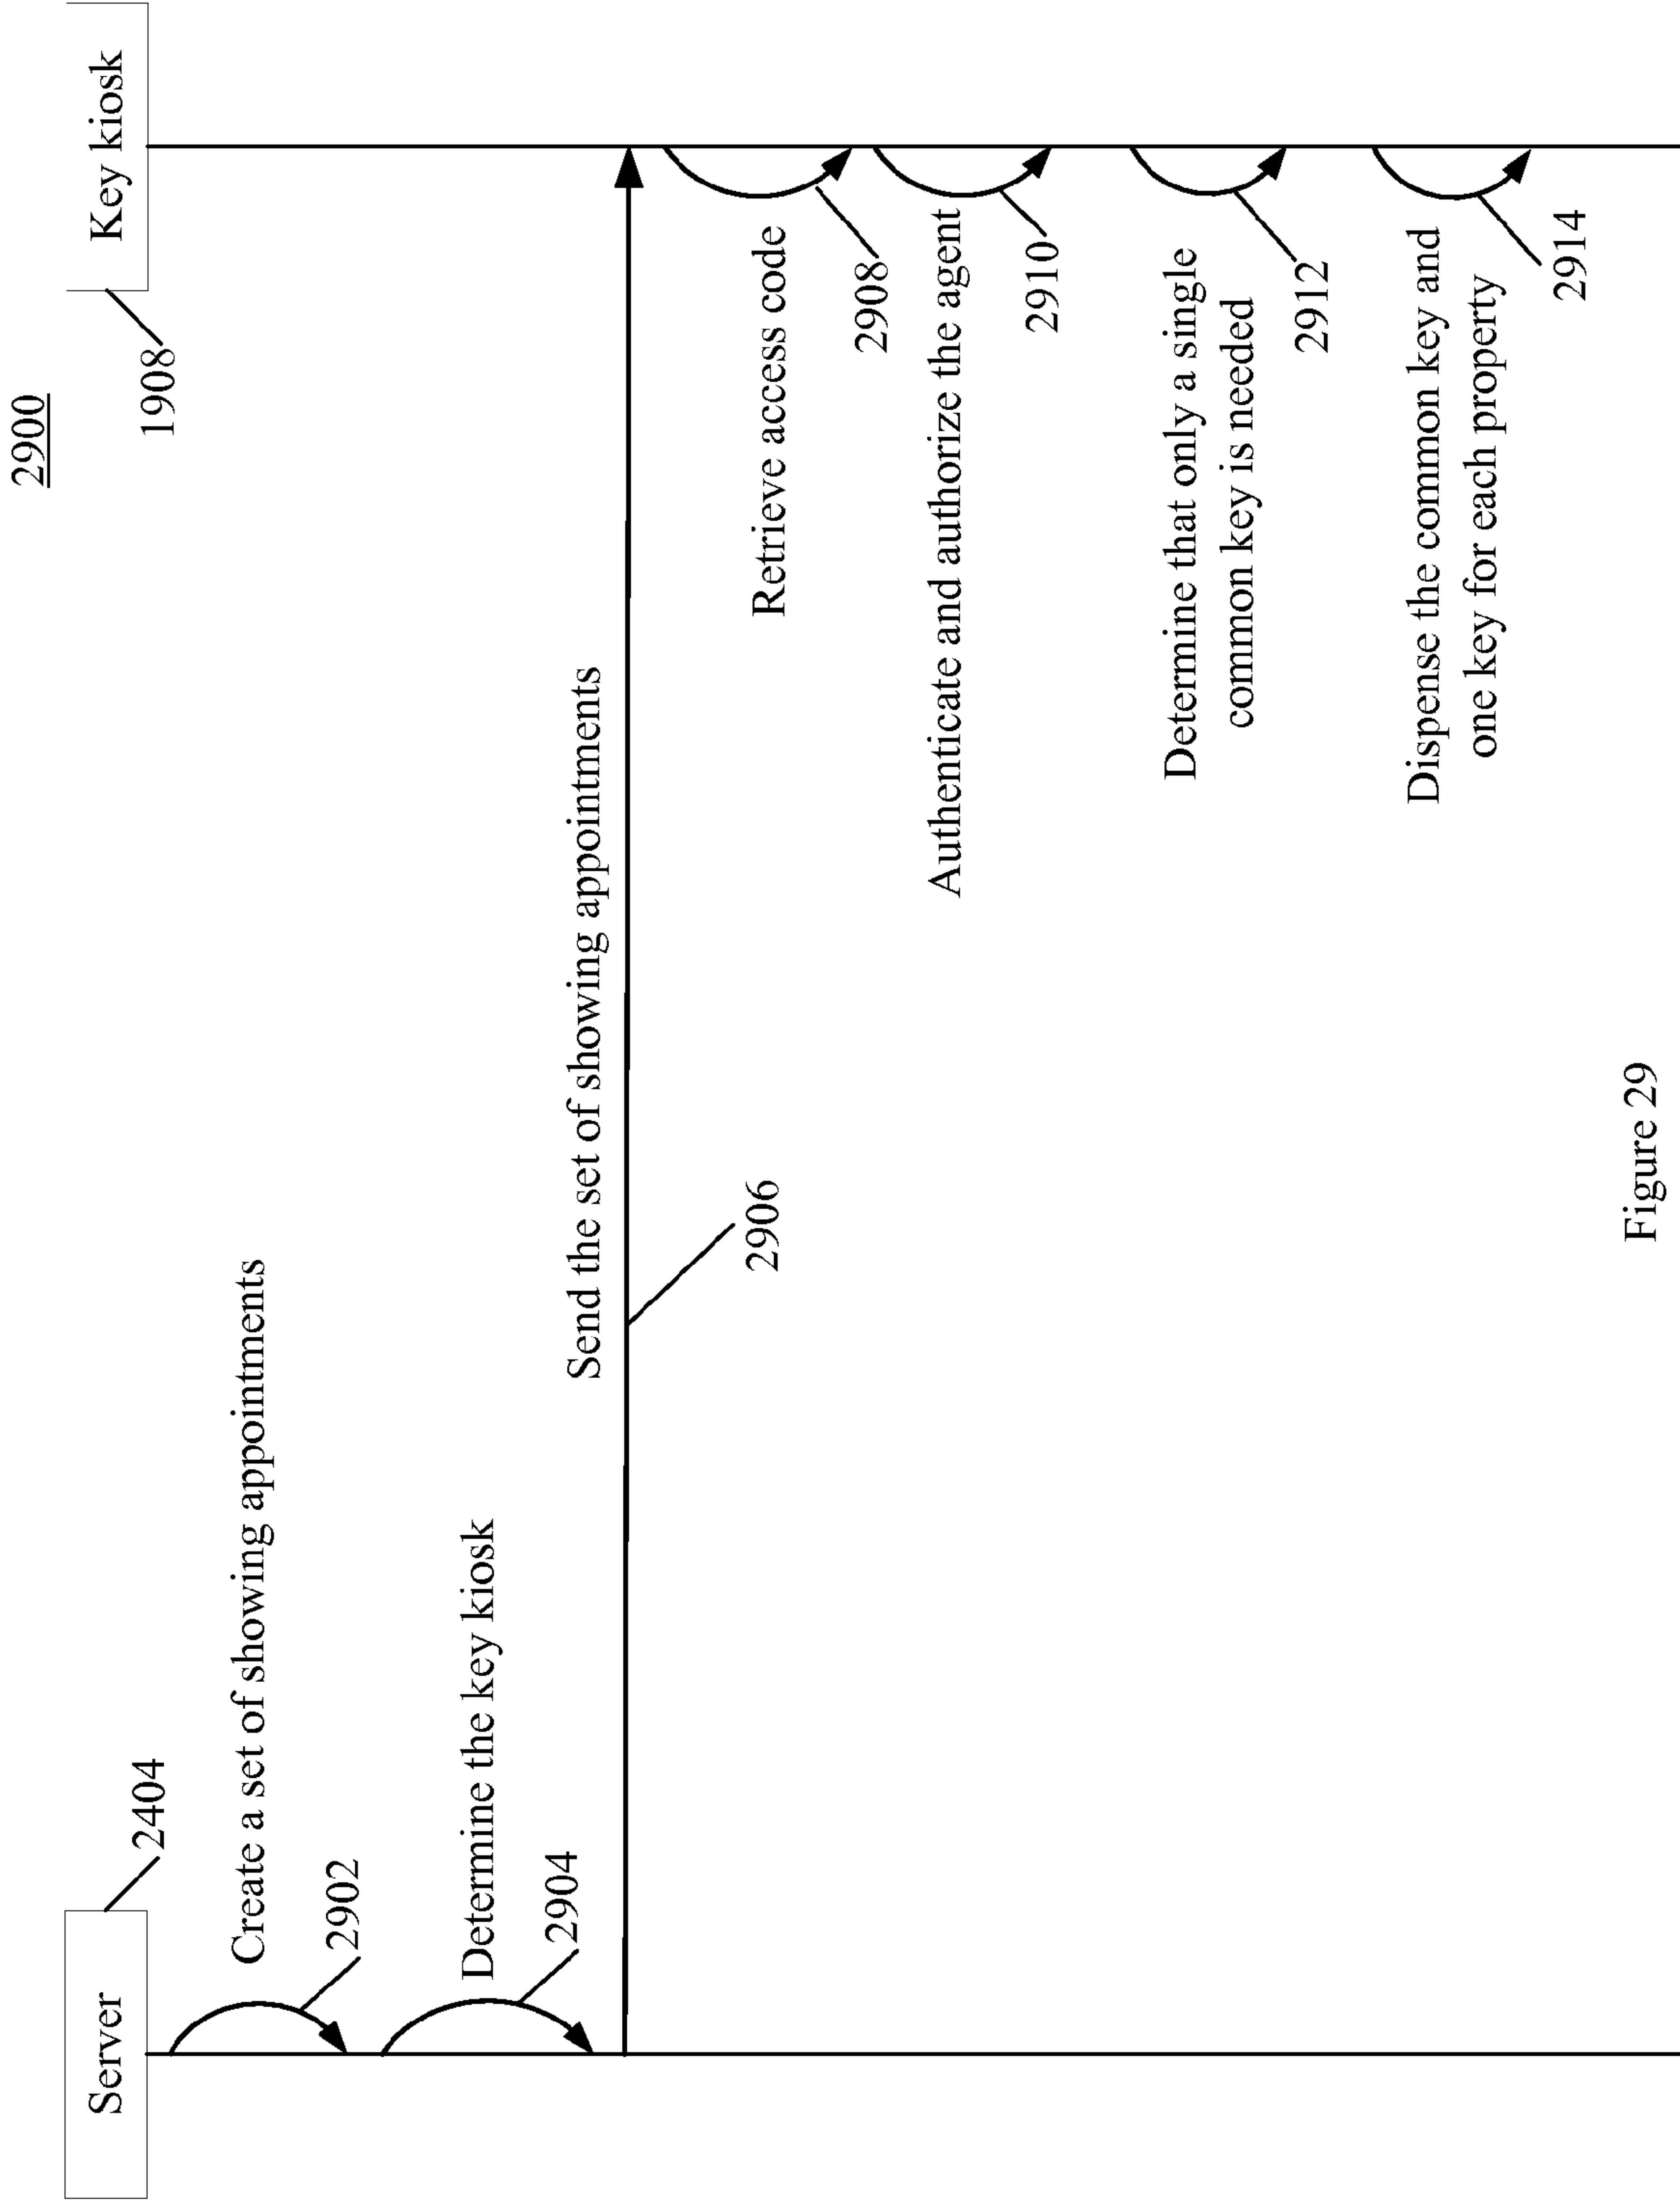 2900
Server
2404
Key kiosk
1908
Create a set of showing appointments
2902
Determine the key kiosk
2904
Send the set of showing appointments
2906
Retrieve access code
2908
Authenticate and authorize the agent
2910
Determine that only a single
common key is needed
2912
Dispense the common key and
one key for each property
2914
Figure 29